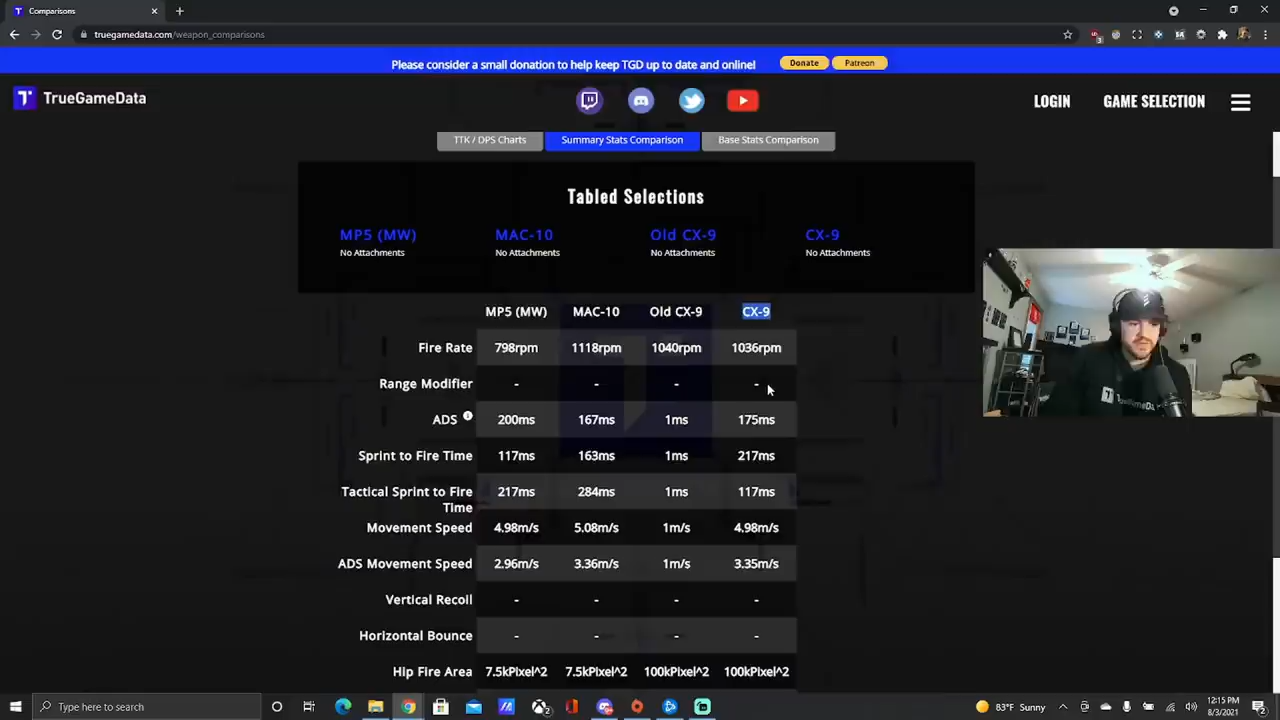 Comparisons
truegamedata.com/weapon_comparisons
Please consider a small donation to help keep TGD up to date and online!
Donate
Patreon
TrueGameData
LOGIN
GAME SELECTION
TTK / DPS Charts
Summary Stats Comparison
Base Stats Comparison
Tabled Selections
MP5 (MW) MAC-10 Old CX-9 CX-9
No Attachments No Attachments No Attachments No Attachments
MP5 (MW) MAC-10 Old CX-9 CX-9
Fire Rate 798rpm 1118rpm 1040rpm 1036rpm
Range Modifier - - - -
ADS 200ms 167ms 1ms 175ms
Sprint to Fire Time 117ms 163ms 1ms 217ms
Tactical Sprint to Fire 217ms 284ms 1ms 117ms
Time
Movement Speed 4.98m/s 5.08m/s 1m/s 4.98m/s
ADS Movement Speed 2.96m/s 3.36m/s 1m/s 3.35m/s
Vertical Recoil - - - -
Horizontal Bounce - - - -
Hip Fire Area 7.5kPixel^2 7.5kPixel^2 100kPixel^2 100kPixel^2
TrueGameData
Type here to search
83°F Sunny
12:15 PM
8/3/2021